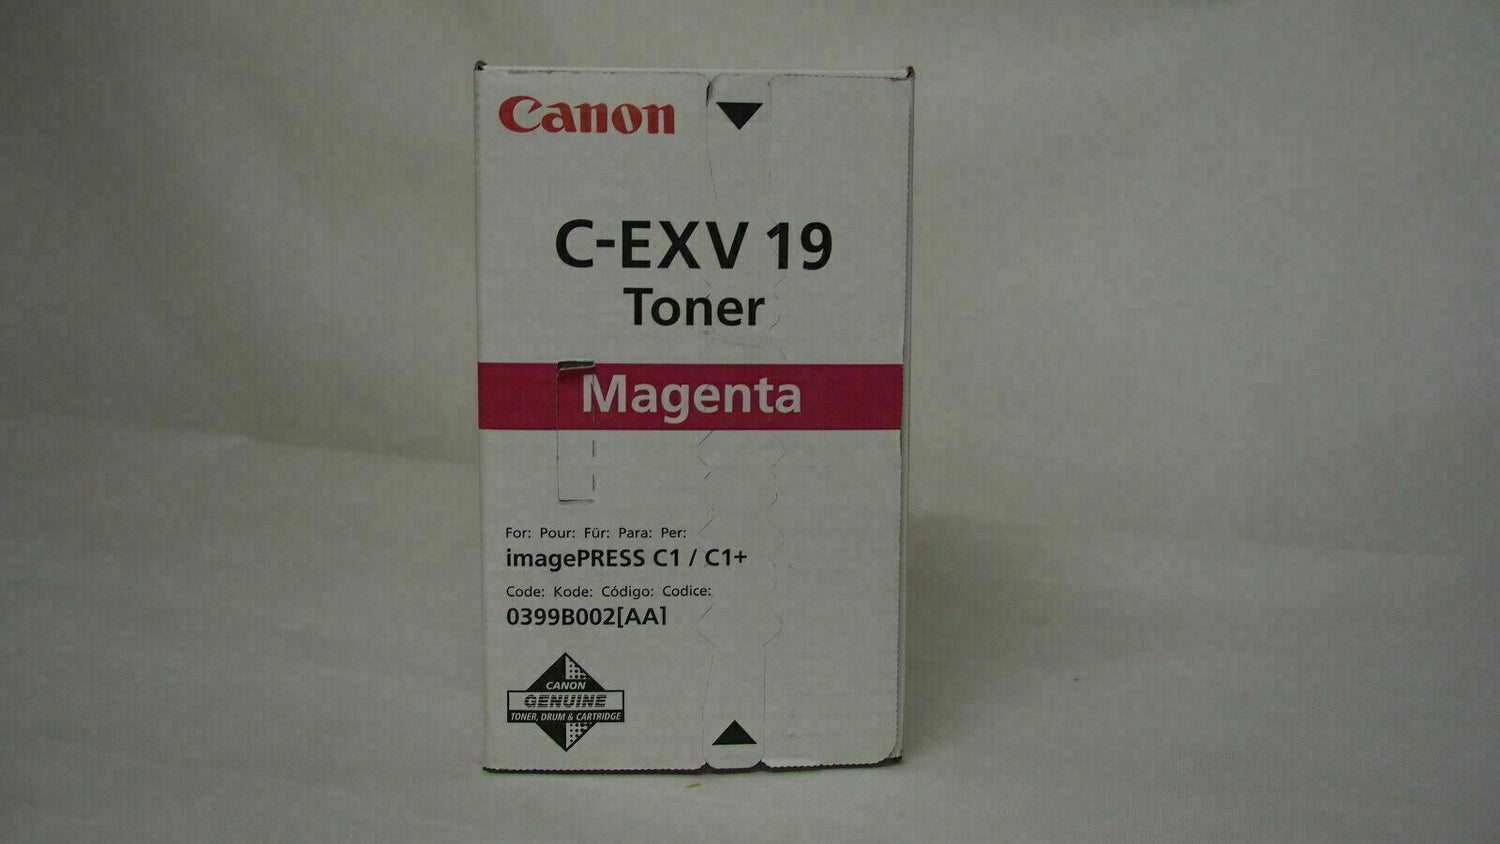 Canon
C-EXV 19
Toner
Magenta
For: Pour: Für: Para: Per:
imagePRESS C1 / C1+
Code: Kode: Código: Codice:
0399B002[AA]
CANON
GENUINE
TONER, DRUM & CARTRIDGE